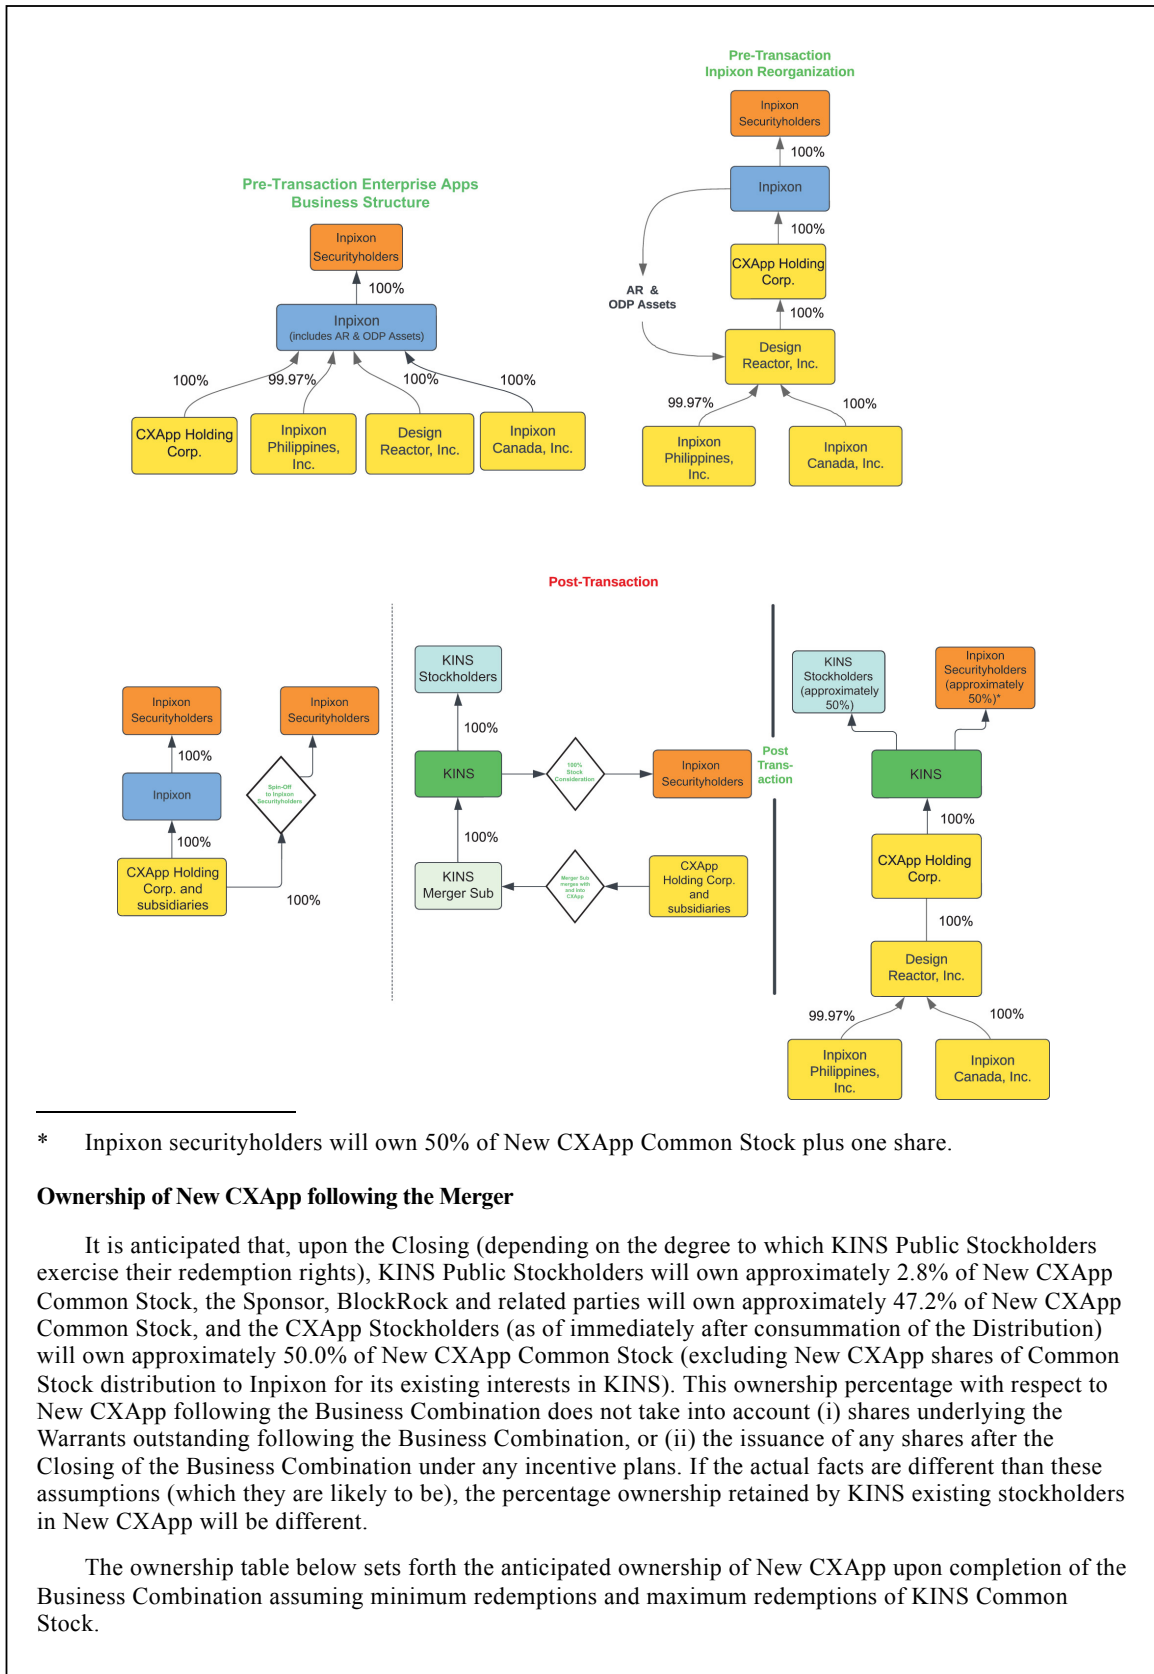 Pre-Transaction
Inpixon Reorganization
Inpixon
Securityholders
100%
Inpixon
100%
CXApp Holding
Corp.
AR &
ODP Assets
100%
Design
Reactor, Inc.
99.97%
100%
Inpixon
Philippines,
Inc.
Inpixon
Canada, Inc.
Pre-Transaction Enterprise Apps
Business Structure
Inpixon
Securityholders
100%
Inpixon
(includes AR & ODP Assets)
100%
99.97%
100%
100%
CXApp Holding
Corp.
Inpixon
Philippines,
Inc.
Design
Reactor, Inc.
Inpixon
Canada, Inc.
Post-Transaction
Inpixon
Securityholders
Inpixon
Securityholders
100%
Inpixon
Spin-Off
to Inpixon
Securityholders
100%
CXApp Holding
Corp. and
subsidiaries
100%
KINS
Stockholders
100%
KINS
100%
Stock
Consideration
Inpixon
Securityholders
100%
KINS
Merger Sub
Merger Sub
merges with
and into
CXApp
CXApp
Holding Corp.
and
subsidiaries
Post
Trans-
action
KINS
Stockholders
(approximately
50%)
Inpixon
Securityholders
(approximately
50%)*
KINS
100%
CXApp Holding
Corp.
100%
Design
Reactor, Inc.
99.97%
100%
Inpixon
Philippines,
Inc.
Inpixon
Canada, Inc.
* Inpixon securityholders will own 50% of New CXApp Common Stock plus one share.
Ownership of New CXApp following the Merger
It is anticipated that, upon the Closing (depending on the degree to which KINS Public Stockholders
exercise their redemption rights), KINS Public Stockholders will own approximately 2.8% of New CXApp
Common Stock, the Sponsor, BlockRock and related parties will own approximately 47.2% of New CXApp
Common Stock, and the CXApp Stockholders (as of immediately after consummation of the Distribution)
will own approximately 50.0% of New CXApp Common Stock (excluding New CXApp shares of Common
Stock distribution to Inpixon for its existing interests in KINS). This ownership percentage with respect to
New CXApp following the Business Combination does not take into account (i) shares underlying the
Warrants outstanding following the Business Combination, or (ii) the issuance of any shares after the
Closing of the Business Combination under any incentive plans. If the actual facts are different than these
assumptions (which they are likely to be), the percentage ownership retained by KINS existing stockholders
in New CXApp will be different.
The ownership table below sets forth the anticipated ownership of New CXApp upon completion of the
Business Combination assuming minimum redemptions and maximum redemptions of KINS Common
Stock.